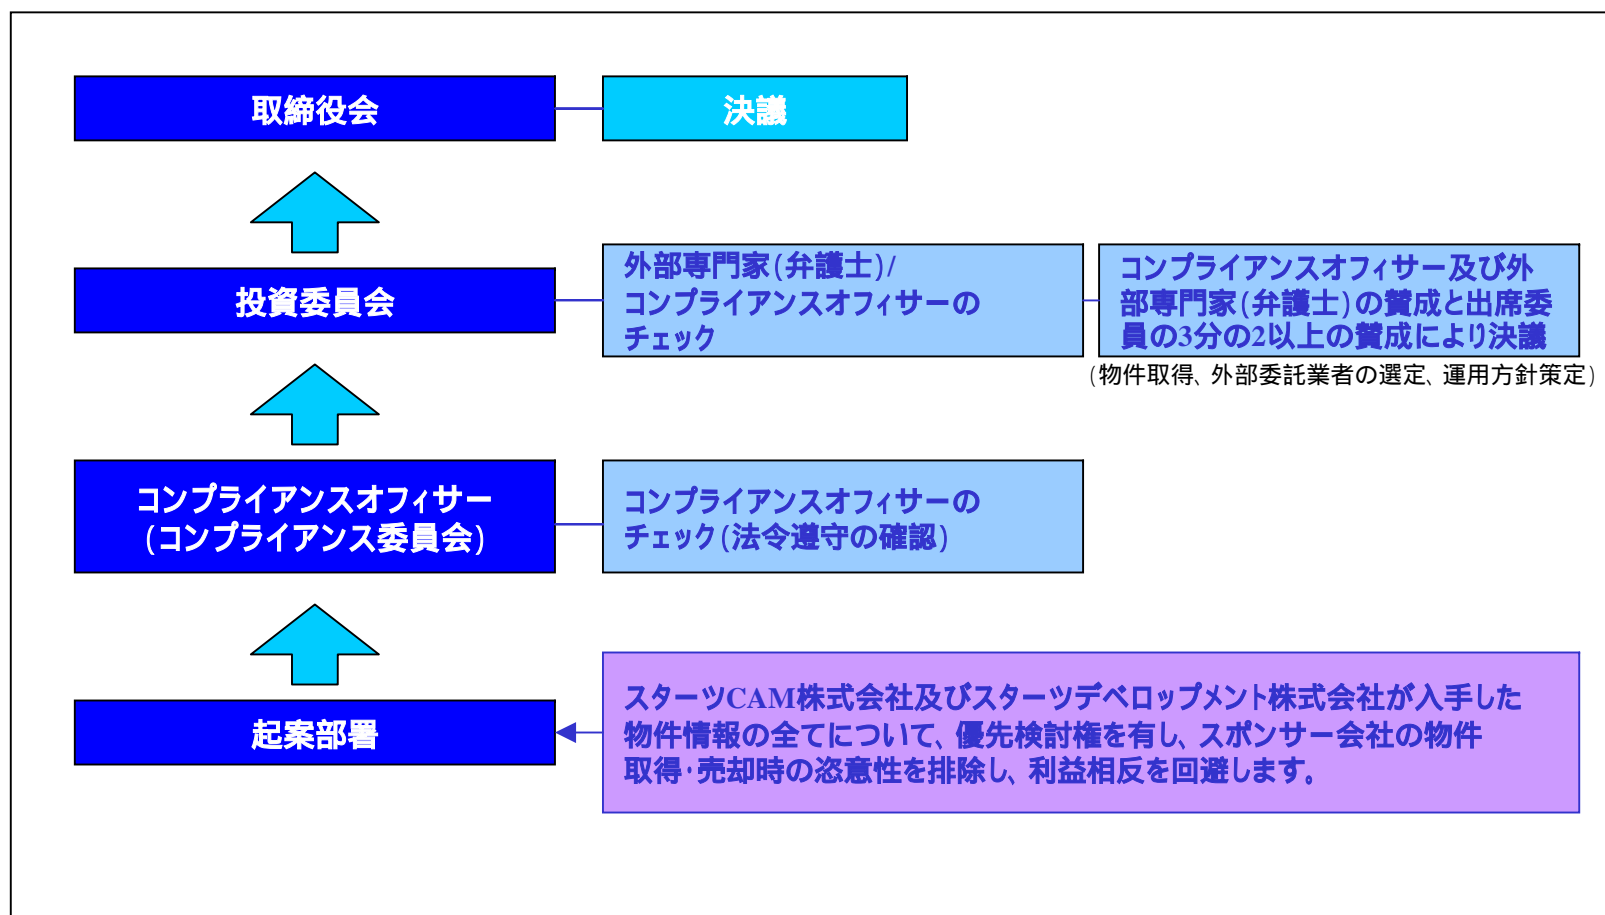 取締役会
決議
投資委員会
外部専門家(弁護士)/
コンプライアンスオフィサーの
チェック
コンプライアンスオフィサー及び外
部専門家(弁護士)の賛成と出席委
員の3分の2以上の賛成により決議
(物件取得、外部委託業者の選定、運用方針策定)
コンプライアンスオフィサー
(コンプライアンス委員会)
コンプライアンスオフィサーの
チェック(法令遵守の確認)
起案部署
スターツCAM株式会社及びスターツデベロップメント株式会社が入手した
物件情報の全てについて、優先検討権を有し、スポンサー会社の物件
取得・売却時の恣意性を排除し、利益相反を回避します。